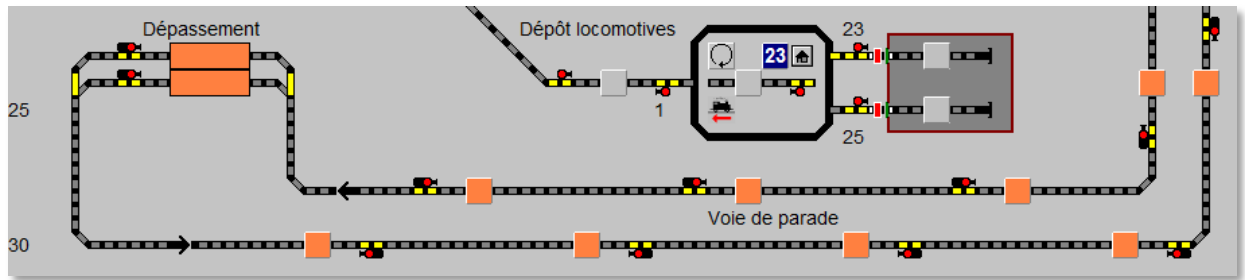 Dépassement
Dépôt locomotives
23
23
1
25
25
Voie de parade
30